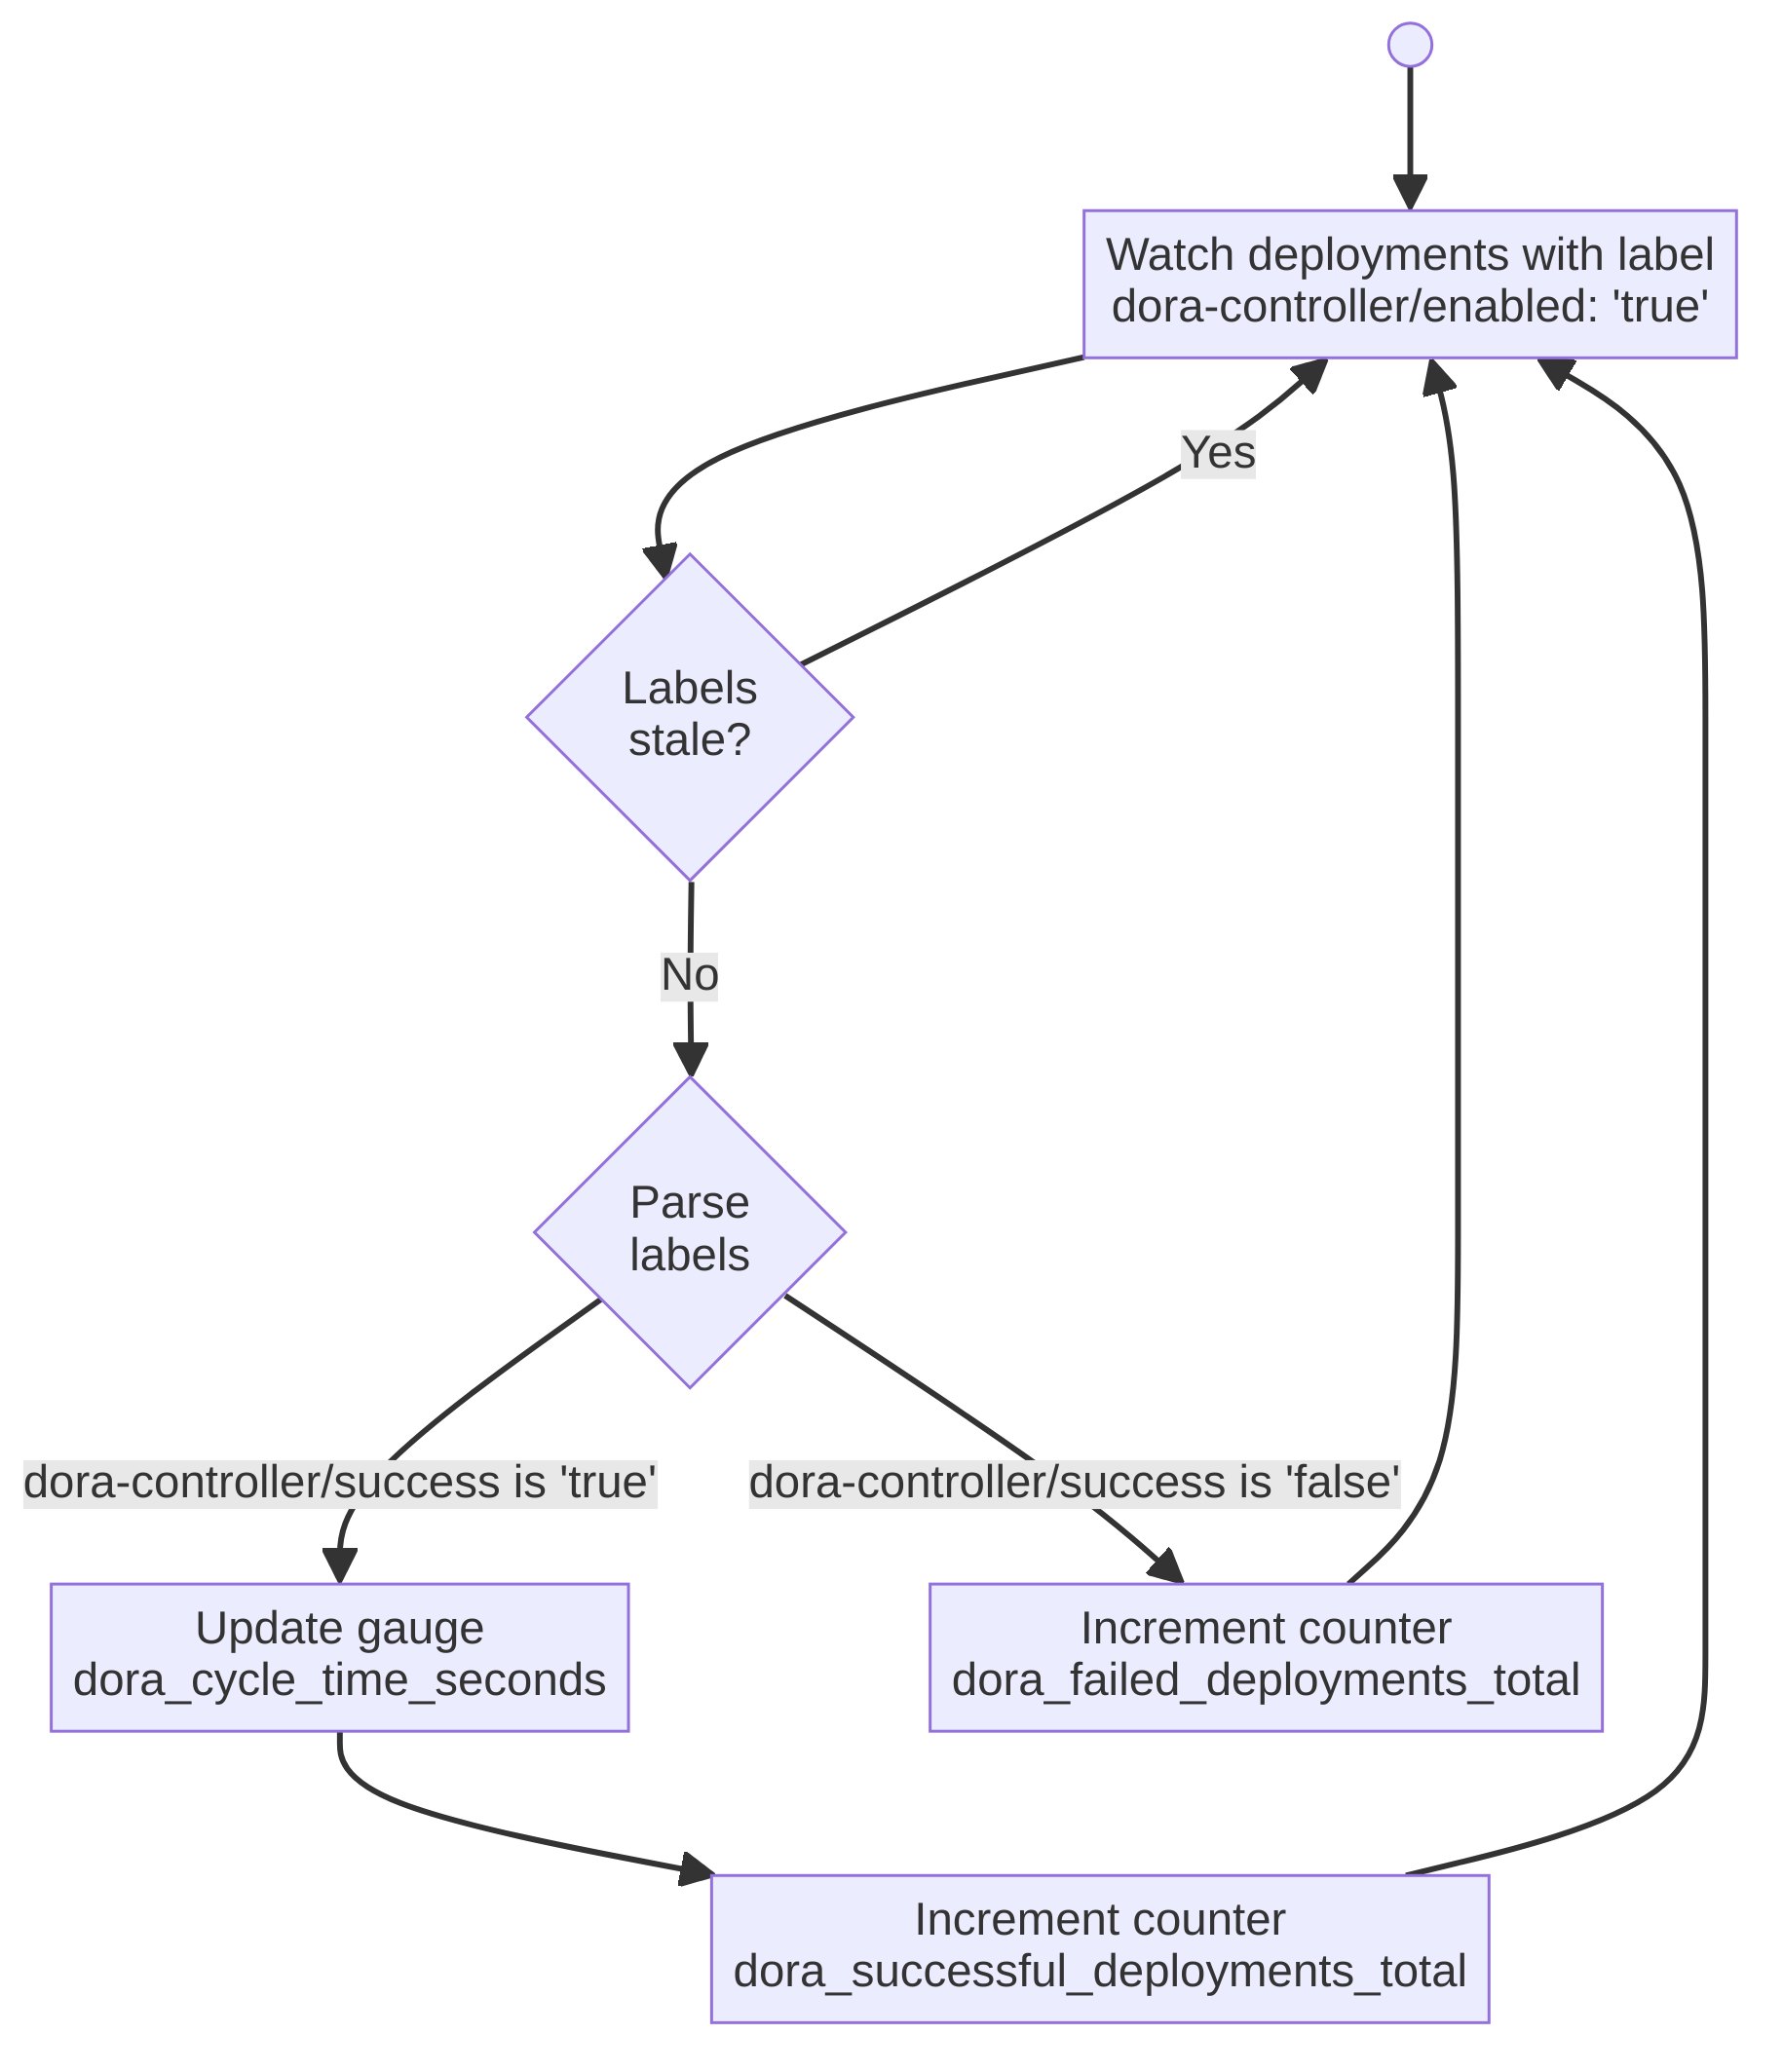 Watch deployments with label
dora-controller/enabled: 'true'
Yes
Labels
stale?
No
Parse
labels
dora-controller/success is 'true'
dora-controller/success is 'false'
Update gauge
dora_cycle_time_seconds
Increment counter
dora_failed_deployments_total
Increment counter
dora_successful_deployments_total